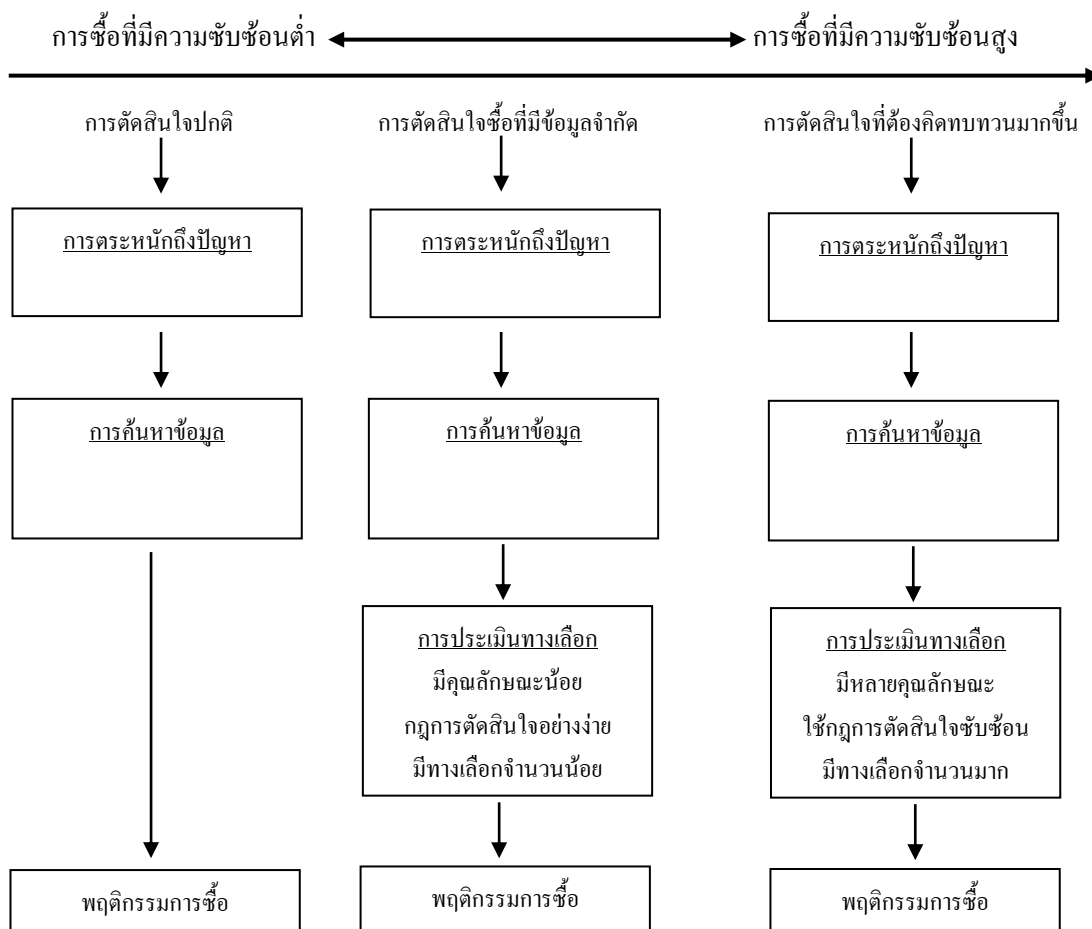 การซื้อที่มีความซับซ้อนต่ำ การซื้อที่มีความซับซ้อนสูง
การตัดสินใจปกติ การตัดสินใจซื้อที่มีข้อมูลจำกัด การตัดสินใจที่ต้องคิดทบทวนมากขึ้น
การตระหนักถึงปัญหา การตระหนักถึงปัญหา การตระหนักถึงปัญหา
การค้นหาข้อมูล การค้นหาข้อมูล การค้นหาข้อมูล
การประเมินทางเลือก
มีคุณลักษณะน้อย
กฎการตัดสินใจอย่างง่าย
มีทางเลือกจำนวนน้อย
การประเมินทางเลือก
มีหลายคุณลักษณะ
ใช้กฎการตัดสินใจซับซ้อน
มีทางเลือกจำนวนมาก
พฤติกรรมการซื้อ พฤติกรรมการซื้อ พฤติกรรมการซื้อ